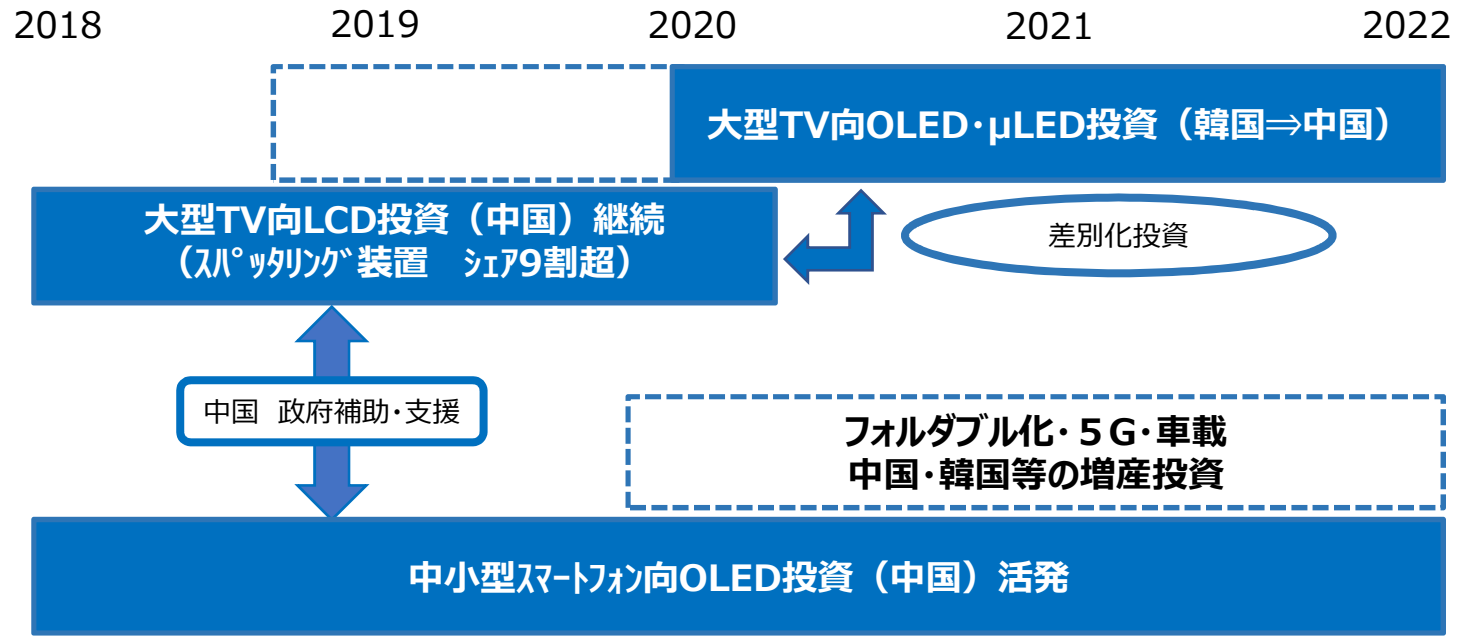 2018 2019 2020 2021 2022
大型TV向OLED・μLED投資（韓国⇒中国）
大型TV向LCD投資（中国）継続
（ｽﾊﾟｯﾀﾘﾝｸﾞ装置　ｼｪｱ9割超）
差別化投資
中国　政府補助・支援
フォルダブル化・５Ｇ・車載
中国・韓国等の増産投資
中小型ｽﾏｰﾄﾌｫﾝ向OLED投資（中国）活発